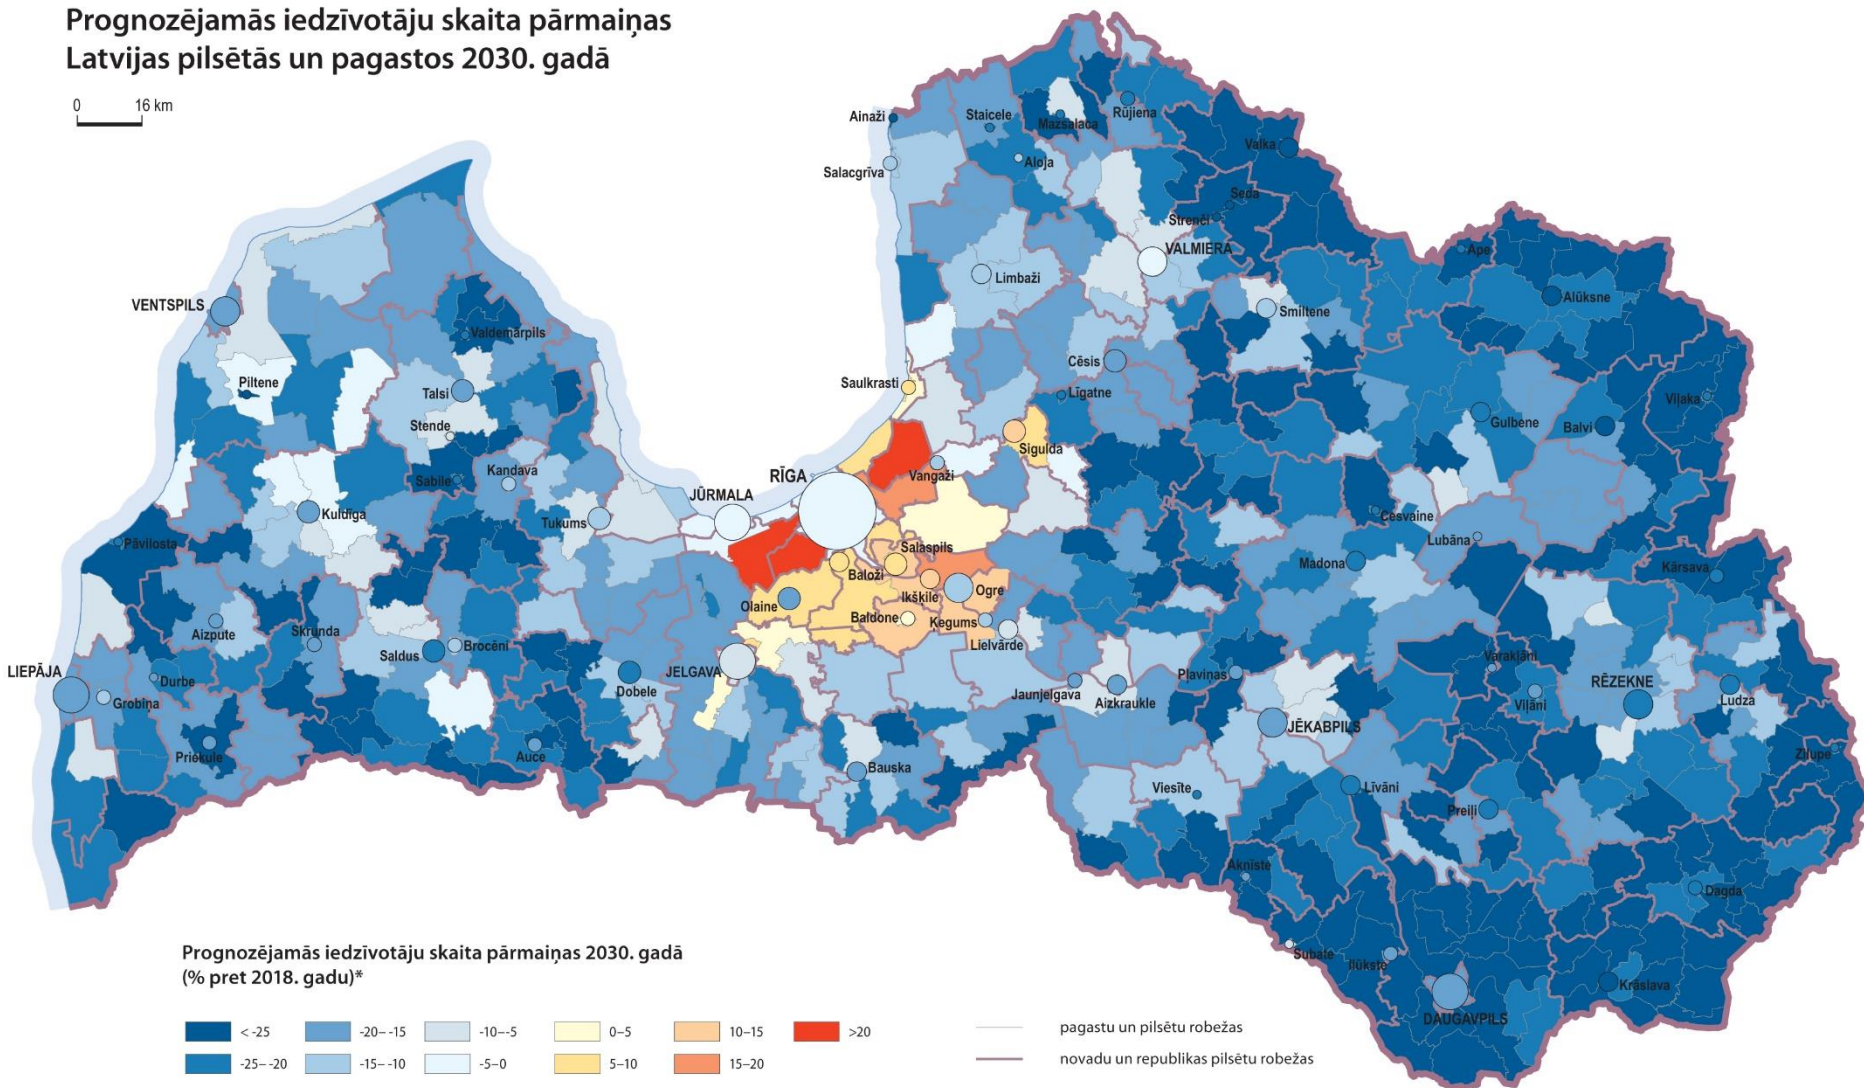 Prognozējamās iedzīvotāju skaita pārmaiņas
Latvijas pilsētās un pagastos 2030. gadā
0 16 km
Ainaži
Staicele
Mazsalaca
Rūjiena
Valka
Salacgrīva
Aloja
Seda
Strenči
VALMIERA
Ape
Limbaži
Alūksne
Smiltene
VENTSPILS
Valdemārpils
Cēsis
Piltene
Talsi
Saulkrasti
Līgatne
Viļaka
Gulbene
Balvi
Stende
Sigulda
Sabile
Kandava
RĪGA
Vangaži
JŪRMALA
Kuldīga
Tukums
Cesvaine
Lubāna
Pāvilosta
Salaspils
Baloži
Madona
Kārsava
Olaine
Ikšķile
Ogre
Aizpute
Skrunda
Baldone
Ķegums
Saldus
Brocēni
Lielvārde
LIEPĀJA
Durbe
JELGAVA
Varakļāni
Pļaviņas
RĒZEKNE
Grobiņa
Dobele
Jaunjelgava
Aizkraukle
Viļāni
Ludza
JĒKABPILS
Priekule
Auce
Zilupe
Bauska
Viesīte
Līvāni
Preiļi
Aknīste
Dagda
Subate
Ilūkste
Krāslava
DAUGAVPILS
Prognozējamās iedzīvotāju skaita pārmaiņas 2030. gadā
(% pret 2018. gadu)*
< -25
-20– -15
-10– -5
0–5
10–15
>20
pagastu un pilsētu robežas
-25– -20
-15– -10
-5–0
5–10
15–20
novadu un republikas pilsētu robežas